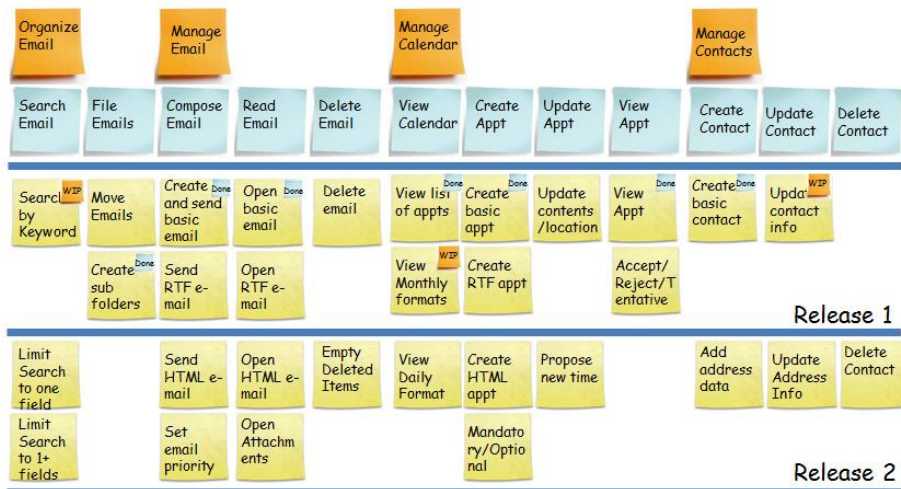 Organize
Email
Manage
Email
Manage
Calendar
Manage
Contacts
Search
Email
File
Emails
Compose
Email
Read
Email
Delete
Email
View
Calendar
Create
Appt
Update
Appt
View
Appt
Create
Contact
Update
Contact
Delete
Contact
Search
by
Keyword
WIP
Move
Emails
Create
and send
basic
email
Done
Open
basic
email
Done
Delete
email
View list
of appts
Done
Create
basic
appt
Done
Update
contents
/location
View
Appt
Done
Create
basic
contact
Done
Updat
contact
info
WIP
Create
sub
folders
Done
Send
RTF e-
mail
Open
RTF e-
mail
View
Monthly
formats
WIP
Create
RTF appt
Accept/
Reject/T
entative
Release 1
Limit
Search
to one
field
Send
HTML e-
mail
Open
HTML e-
mail
Empty
Deleted
Items
View
Daily
Format
Create
HTML
appt
Propose
new time
Add
address
data
Update
Address
Info
Delete
Contact
Limit
Search
to 1+
fields
Set
email
priority
Open
Attachm
ents
Mandato
ry/Optio
nal
Release 2